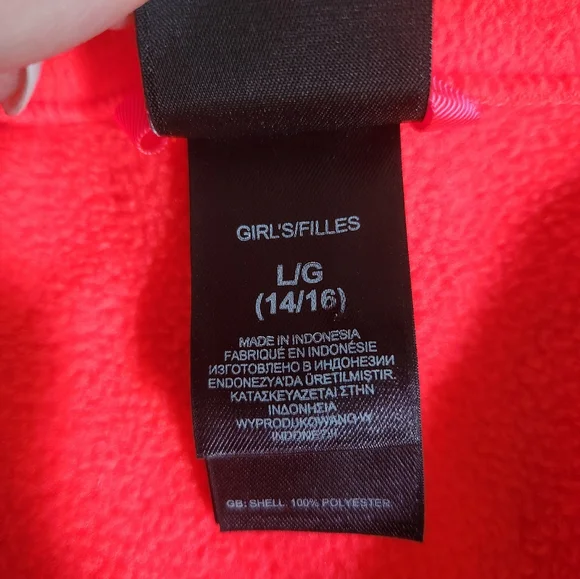 GIRL'S/FILLES
L/G
(14/16)
MADE IN INDONESIA
FABRIQUÉ EN INDONÉSIE
ИЗГОТОВЛЕНО В ИНДОНЕЗИИ
ENDONEZYA'DA ÜRETILMIŞTIR.
ΚΑΤΑΣΚΕΥΑΖΕΤΑΙ ΣΤΗΝ
ΙΝΔΟΝΗΣΙΑ
WYPRODUKOWANO W
GB: SHELL. 100% POLYESTER.